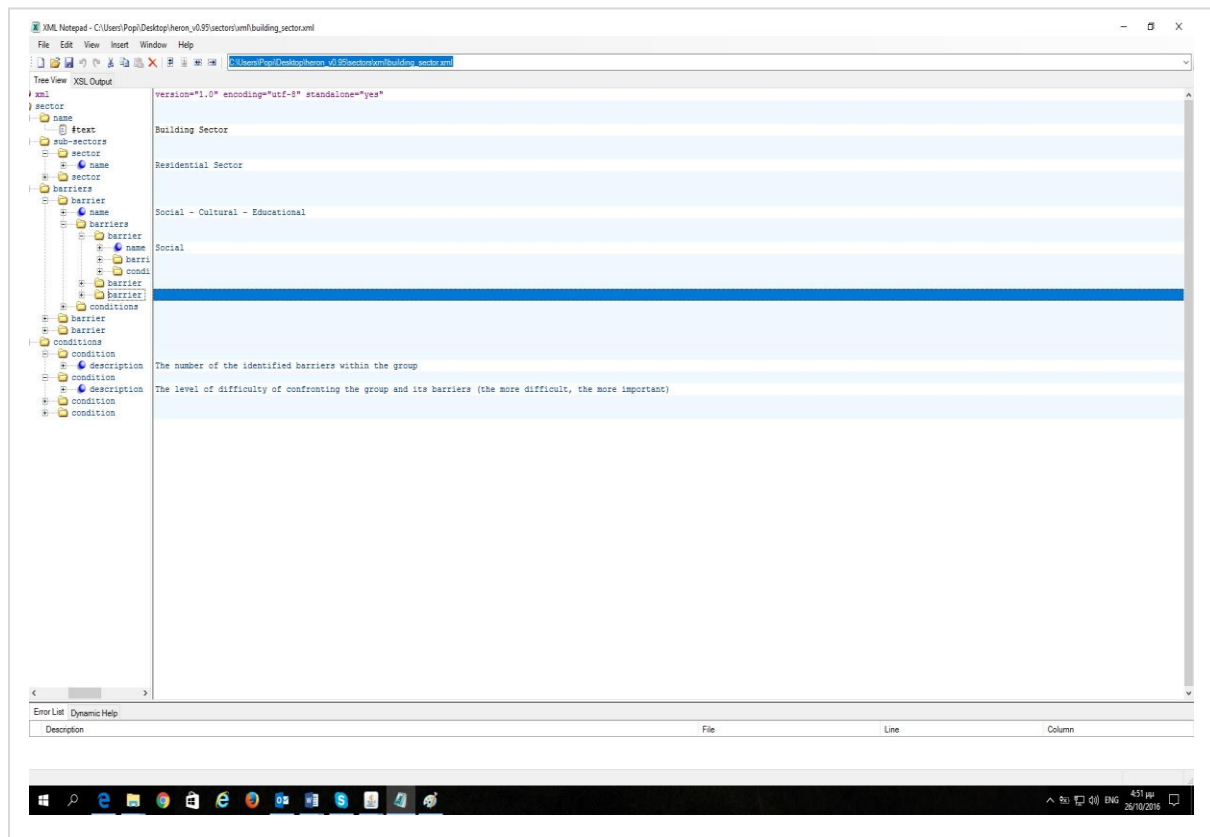 XML Notepad - C:\Users\Popi\Desktop\heron_v0.95\sectors\xml\building_sector.xml
File Edit View Insert Window Help
C:\Users\Popi\Desktop\heron_v0.95\sectors\xml\building_sector.xml
Tree View XSL Output
xml version="1.0" encoding="utf-8" standalone="yes"
sector
name
#text Building Sector
sub-sectors
sector
name Residential Sector
sector
barriers
barrier
name Social - Cultural - Educational
barriers
barrier
name Social
barri
condi
barrier
barrier
conditions
barrier
barrier
conditions
condition
description The number of the identified barriers within the group
condition
description The level of difficulty of confronting the group and its barriers (the more difficult, the more important)
condition
condition
Error List Dynamic Help
Description File Line Column
ENG 4:51 μμ
26/10/2016